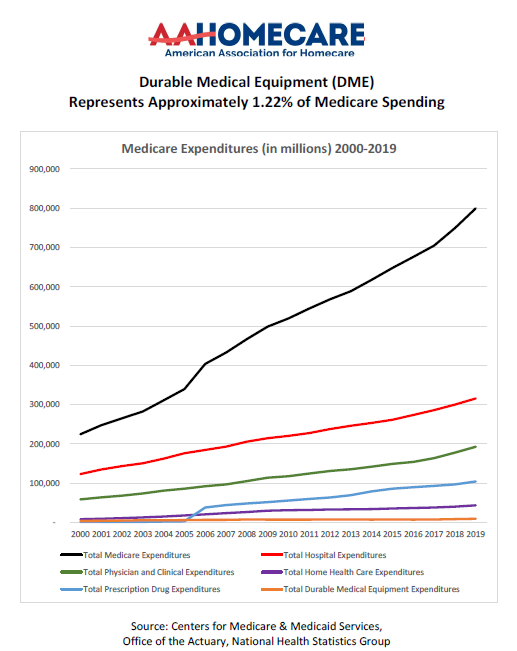 AAHOMECARE
American Association for Homecare
Durable Medical Equipment (DME)
Represents Approximately 1.22% of Medicare Spending
Medicare Expenditures (in millions) 2000-2019
900,000
800,000
700,000
600,000
500,000
400,000
300,000
200,000
100,000
-
2000 2001 2002 2003 2004 2005 2006 2007 2008 2009 2010 2011 2012 2013 2014 2015 2016 2017 2018 2019
Total Medicare Expenditures
Total Hospital Expenditures
Total Physician and Clinical Expenditures
Total Home Health Care Expenditures
Total Prescription Drug Expenditures
Total Durable Medical Equipment Expenditures
Source: Centers for Medicare & Medicaid Services,
Office of the Actuary, National Health Statistics Group